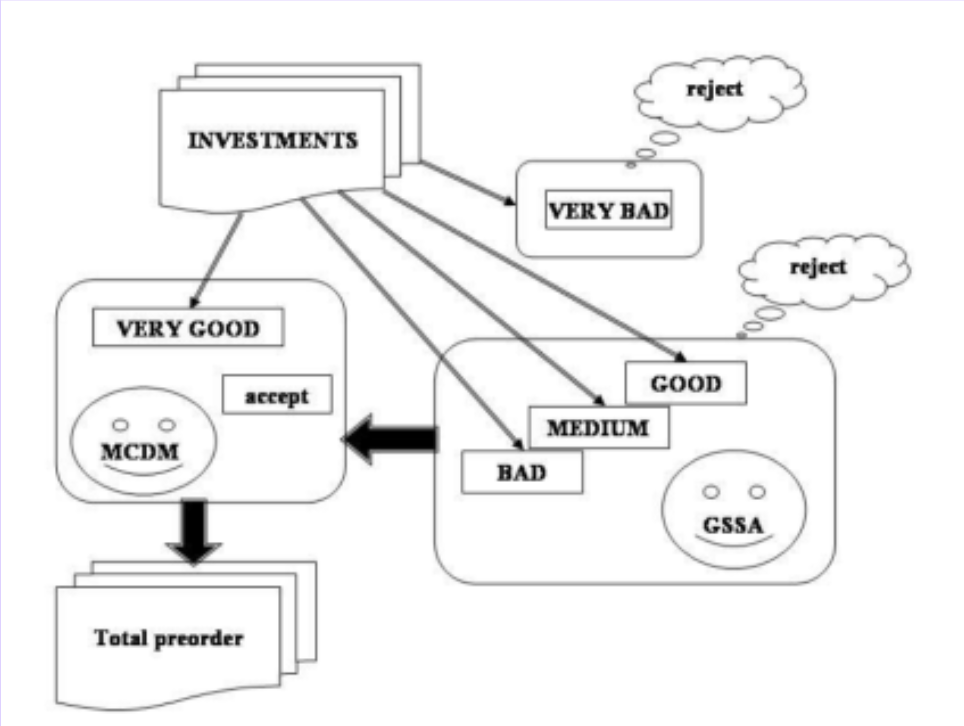 reject
INVESTMENTS
VERY BAD
reject
VERY GOOD
GOOD
accept
MEDIUM
MCDM
BAD
GSSA
Total preorder